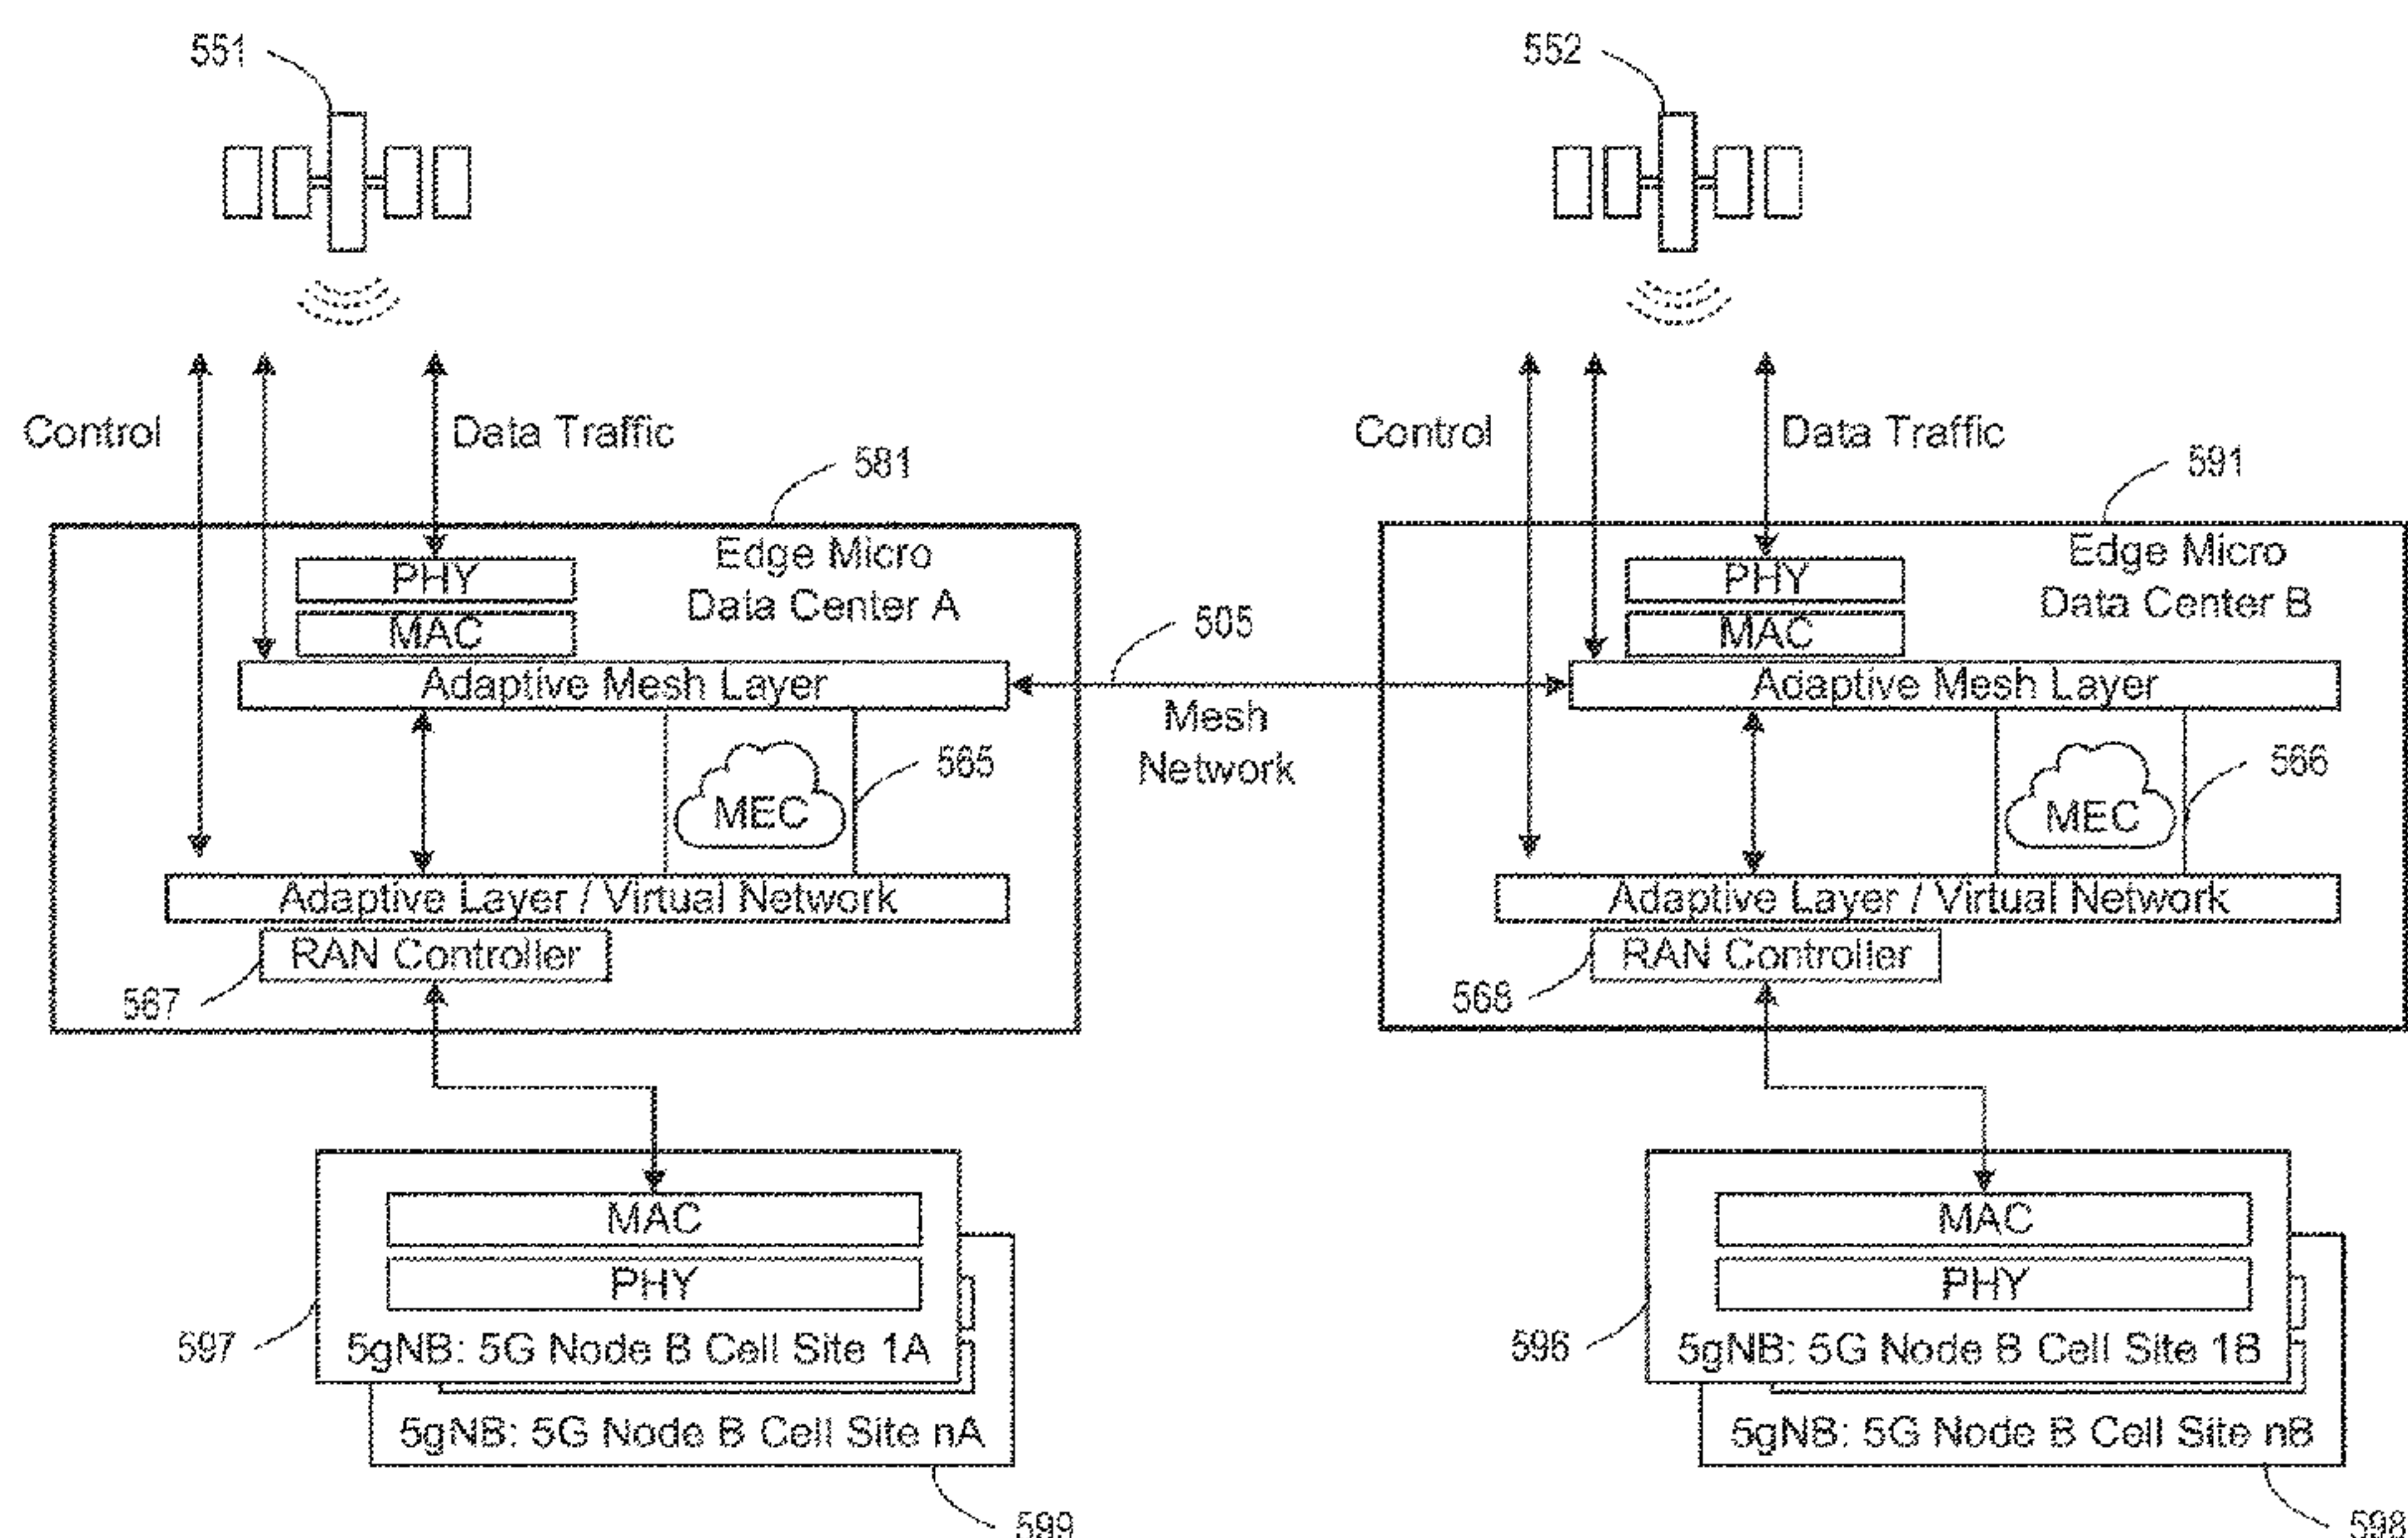 551
552
Control
Data Traffic
Control
Data Traffic
581
591
Edge Micro
Data Center A
PHY
MAC
Adaptive Mesh Layer
505
Mesh
Network
Edge Micro
Data Center B
PHY
MAC
Adaptive Mesh Layer
MEC
565
MEC
566
Adaptive Layer / Virtual Network
RAN Controller
567
Adaptive Layer / Virtual Network
RAN Controller
568
MAC
PHY
597
5gNB: 5G Node B Cell Site 1A
5gNB: 5G Node B Cell Site nA
599
MAC
PHY
596
5gNB: 5G Node B Cell Site 1B
5gNB: 5G Node B Cell Site nB
598